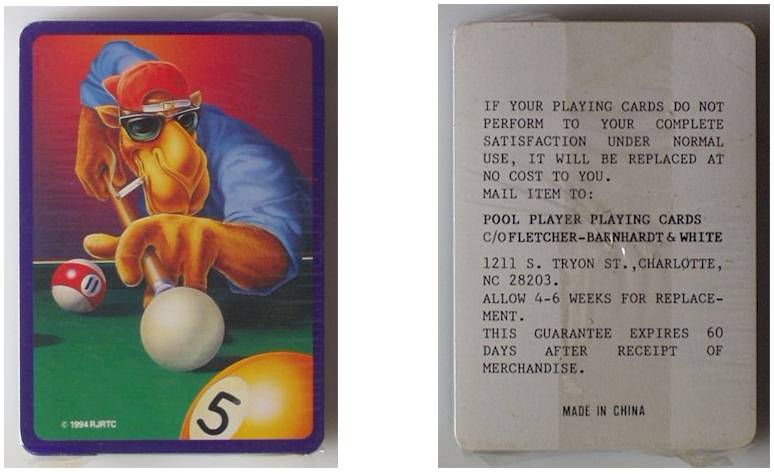 11
5
© 1994 RJRTC
IF YOUR PLAYING CARDS DO NOT
PERFORM TO YOUR COMPLETE
SATISFACTION UNDER NORMAL
USE, IT WILL BE REPLACED AT
NO COST TO YOU.
MAIL ITEM TO:
POOL PLAYER PLAYING CARDS
C/O FLETCHER-BARNHARDT & WHITE
1211 S. TRYON ST., CHARLOTTE,
NC 28203.
ALLOW 4-6 WEEKS FOR REPLACE-
MENT.
THIS GUARANTEE EXPIRES 60
DAYS AFTER RECEIPT OF
MERCHANDISE.
MADE IN CHINA